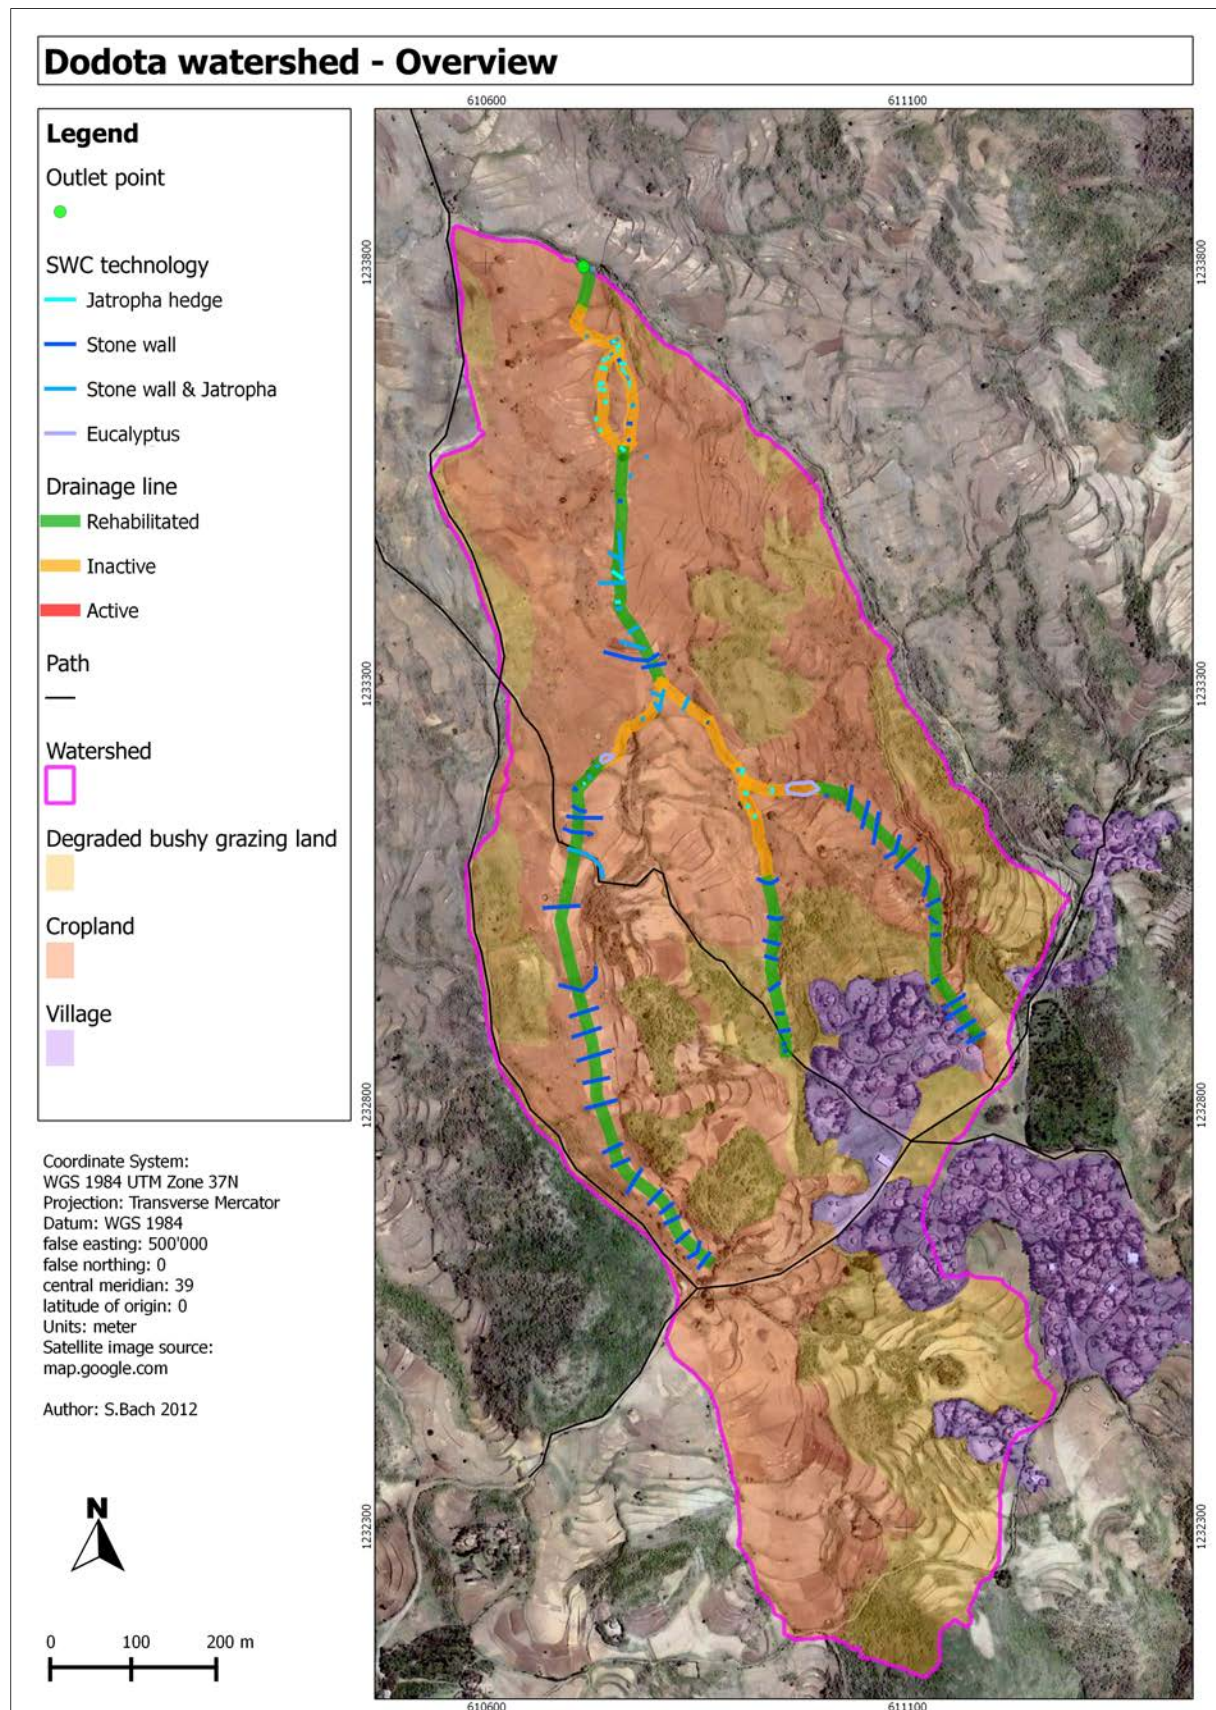 Dodota watershed - Overview
610600
611100
Legend
Outlet point
SWC technology
Jatropha hedge
Stone wall
Stone wall & Jatropha
Eucalyptus
Drainage line
Rehabilitated
Inactive
Active
Path
Watershed
Degraded bushy grazing land
Cropland
Village
1233800
1233800
1233300
1233300
1232800
1232800
1232300
1232300
Coordinate System:
WGS 1984 UTM Zone 37N
Projection: Transverse Mercator
Datum: WGS 1984
false easting: 500'000
false northing: 0
central meridian: 39
latitude of origin: 0
Units: meter
Satellite image source:
map.google.com
Author: S.Bach 2012
N
0 100 200 m
610600
611100